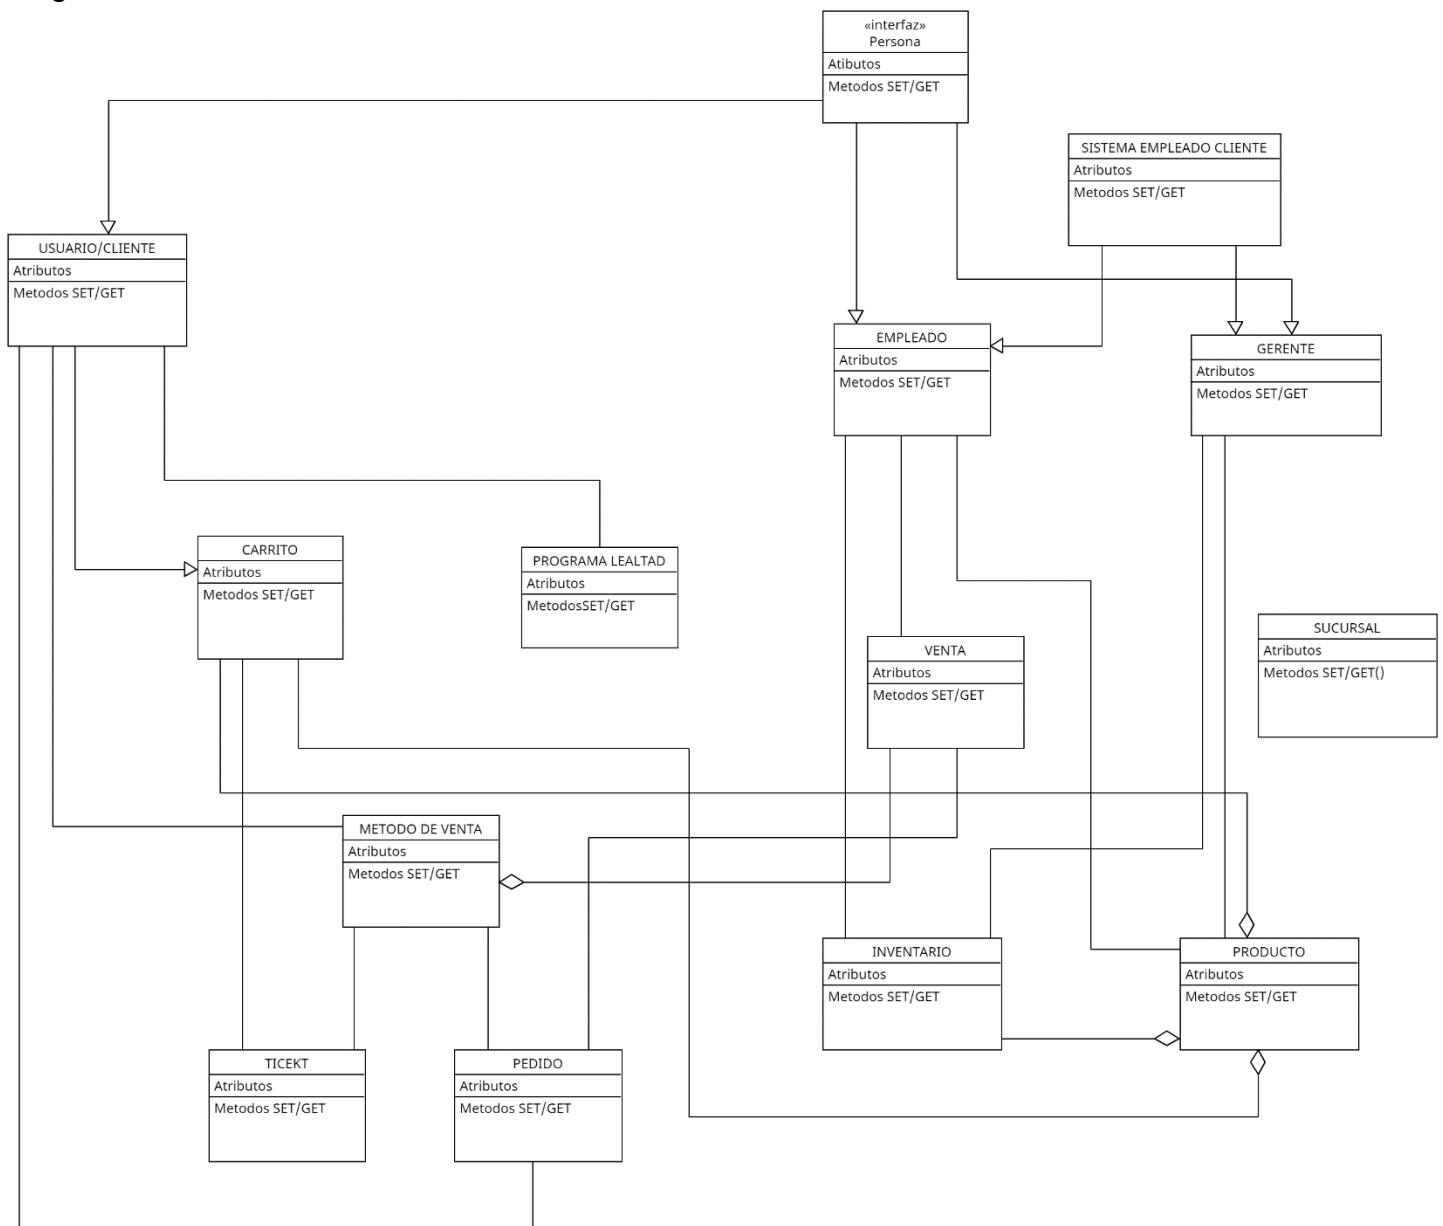 «interfaz»
Persona
Atibutos
Metodos SET/GET
SISTEMA EMPLEADO CLIENTE
Atributos
Metodos SET/GET
USUARIO/CLIENTE
Atributos
Metodos SET/GET
EMPLEADO
Atributos
Metodos SET/GET
GERENTE
Atributos
Metodos SET/GET
CARRITO
Atributos
Metodos SET/GET
PROGRAMA LEALTAD
Atributos
MetodosSET/GET
SUCURSAL
Atributos
Metodos SET/GET()
VENTA
Atributos
Metodos SET/GET
METODO DE VENTA
Atributos
Metodos SET/GET
INVENTARIO
Atributos
Metodos SET/GET
PRODUCTO
Atributos
Metodos SET/GET
TICEKT
Atributos
Metodos SET/GET
PEDIDO
Atributos
Metodos SET/GET